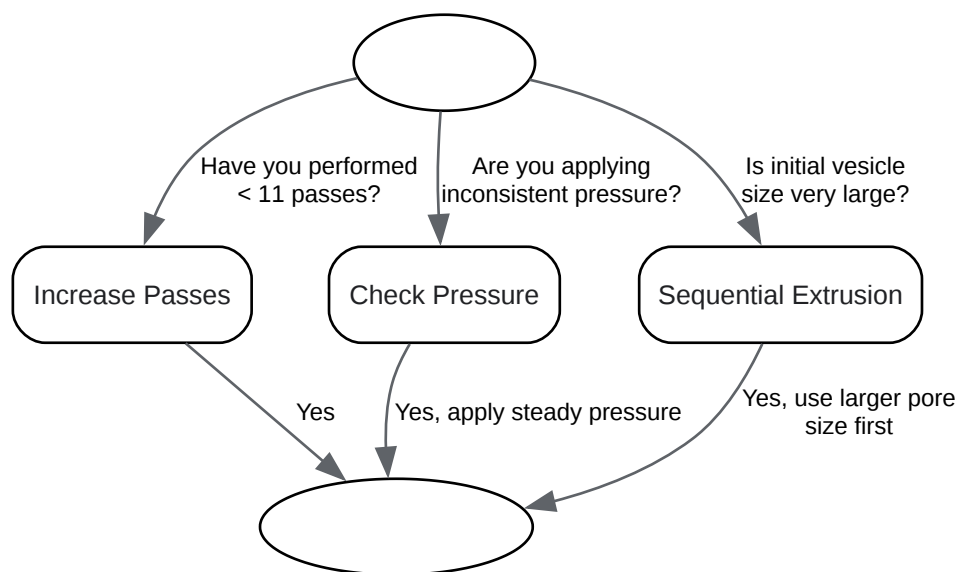 Have you performed
< 11 passes?
Are you applying
inconsistent pressure?
Is initial vesicle
size very large?
Increase Passes
Check Pressure
Sequential Extrusion
Yes
Yes, apply steady pressure
Yes, use larger pore
size first